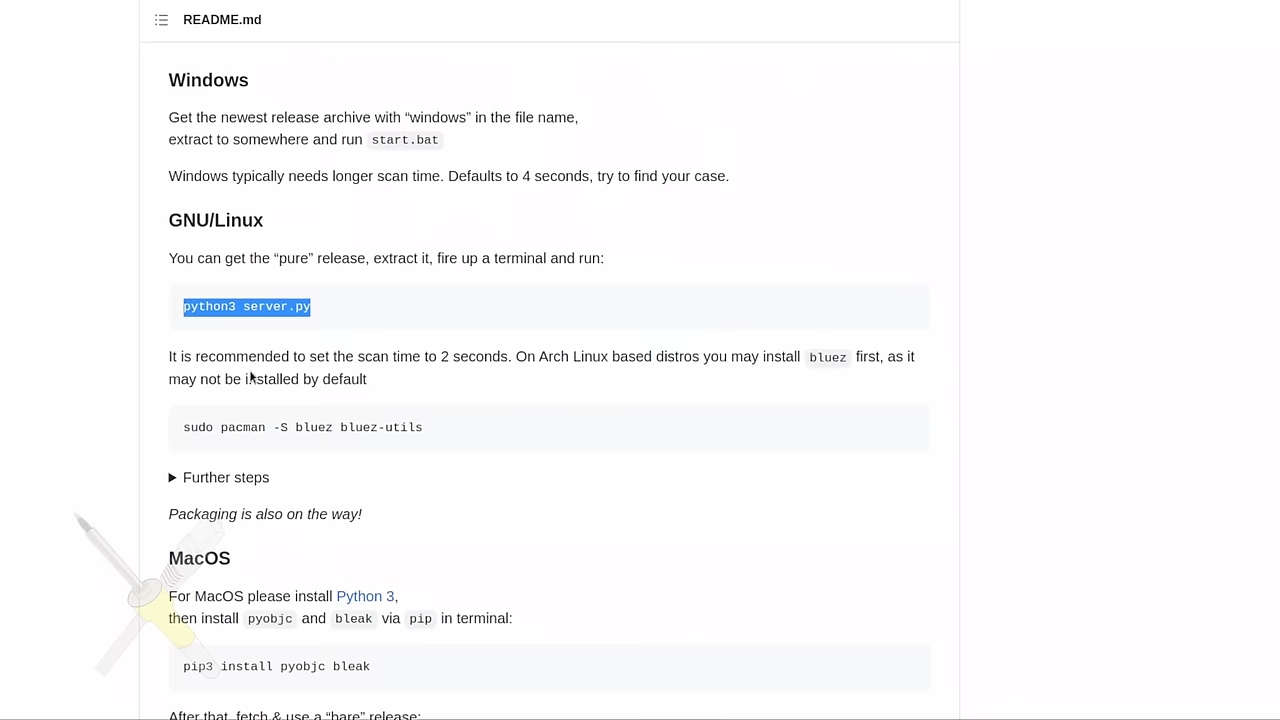 README.md
Windows
Get the newest release archive with “windows” in the file name,
extract to somewhere and run start.bat
Windows typically needs longer scan time. Defaults to 4 seconds, try to find your case.
GNU/Linux
You can get the “pure” release, extract it, fire up a terminal and run:
python3 server.py
It is recommended to set the scan time to 2 seconds. On Arch Linux based distros you may install bluez first, as it
may not be installed by default
sudo pacman -S bluez bluez-utils
Further steps
Packaging is also on the way!
MacOS
For MacOS please install Python 3,
then install pyobjc and bleak via pip in terminal:
pip3 install pyobjc bleak
After that, fetch & use a “bare” release: